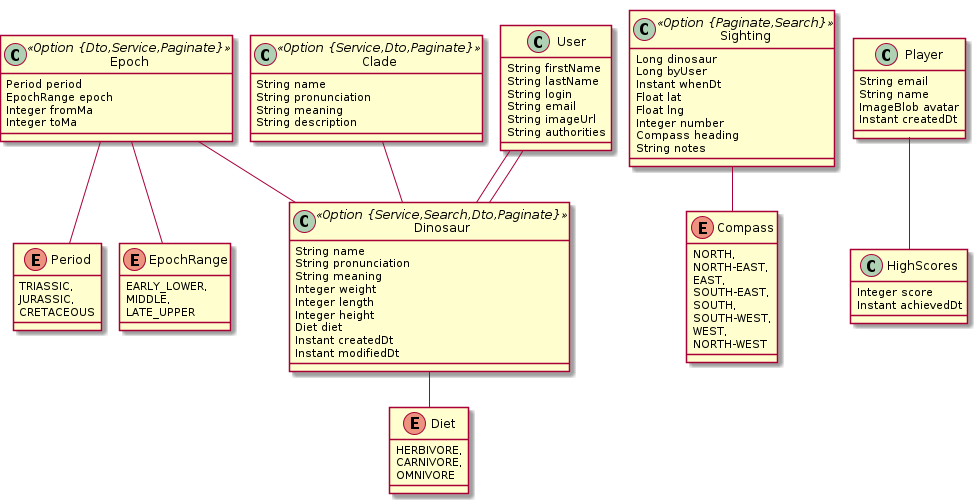 C «Option {Dto,Service,Paginate}»
Epoch
Period period
EpochRange epoch
Integer fromMa
Integer toMa
C «Option {Service,Dto,Paginate}»
Clade
String name
String pronunciation
String meaning
String description
C User
String firstName
String lastName
String login
String email
String imageUrl
String authorities
C «Option {Paginate,Search}»
Sighting
Long dinosaur
Long byUser
Instant whenDt
Float lat
Float lng
Integer number
Compass heading
String notes
C Player
String email
String name
ImageBlob avatar
Instant createdDt
E Period
TRIASSIC,
JURASSIC,
CRETACEOUS
E EpochRange
EARLY_LOWER,
MIDDLE,
LATE_UPPER
C «Option {Service,Search,Dto,Paginate}»
Dinosaur
String name
String pronunciation
String meaning
Integer weight
Integer length
Integer height
Diet diet
Instant createdDt
Instant modifiedDt
E Compass
NORTH,
NORTH-EAST,
EAST,
SOUTH-EAST,
SOUTH,
SOUTH-WEST,
WEST,
NORTH-WEST
C HighScores
Integer score
Instant achievedDt
E Diet
HERBIVORE,
CARNIVORE,
OMNIVORE